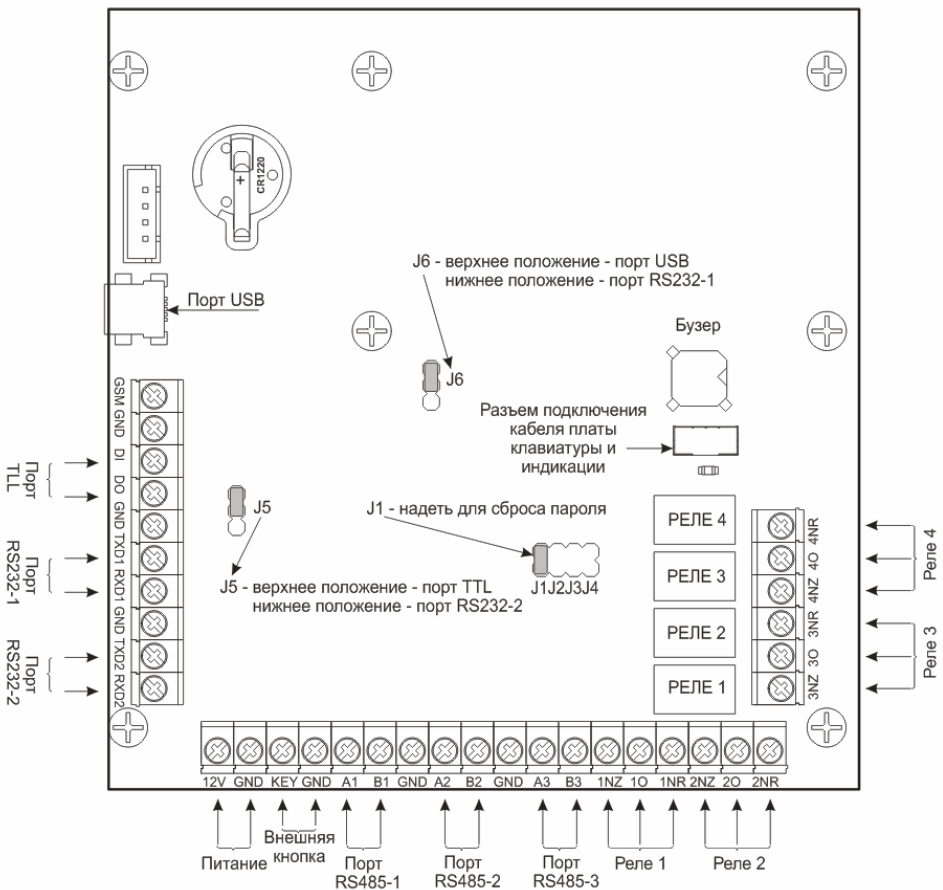 CR1220
+
J6 - верхнее положение - порт USB
нижнее положение - порт RS232-1
Порт USB
Бузер
J6
Разъем подключения
кабеля платы
клавиатуры и
индикации
GSM
GND
DI
DO
GND
TXD1
RXD1
GND
TXD2
RXD2
Порт
TLL
Порт
RS232-1
Порт
RS232-2
J5
J1 - надеть для сброса пароля
J5 - верхнее положение - порт TTL
нижнее положение - порт RS232-2
J1J2J3J4
РЕЛЕ 4
РЕЛЕ 3
РЕЛЕ 2
РЕЛЕ 1
4NR
4O
4NZ
3NR
3O
3NZ
Реле 4
Реле 3
12V GND KEY GND A1 B1 GND A2 B2 GND A3 B3 1NZ 1O 1NR 2NZ 2O 2NR
Питание
Внешняя
кнопка
Порт
RS485-1
Порт
RS485-2
Порт
RS485-3
Реле 1
Реле 2